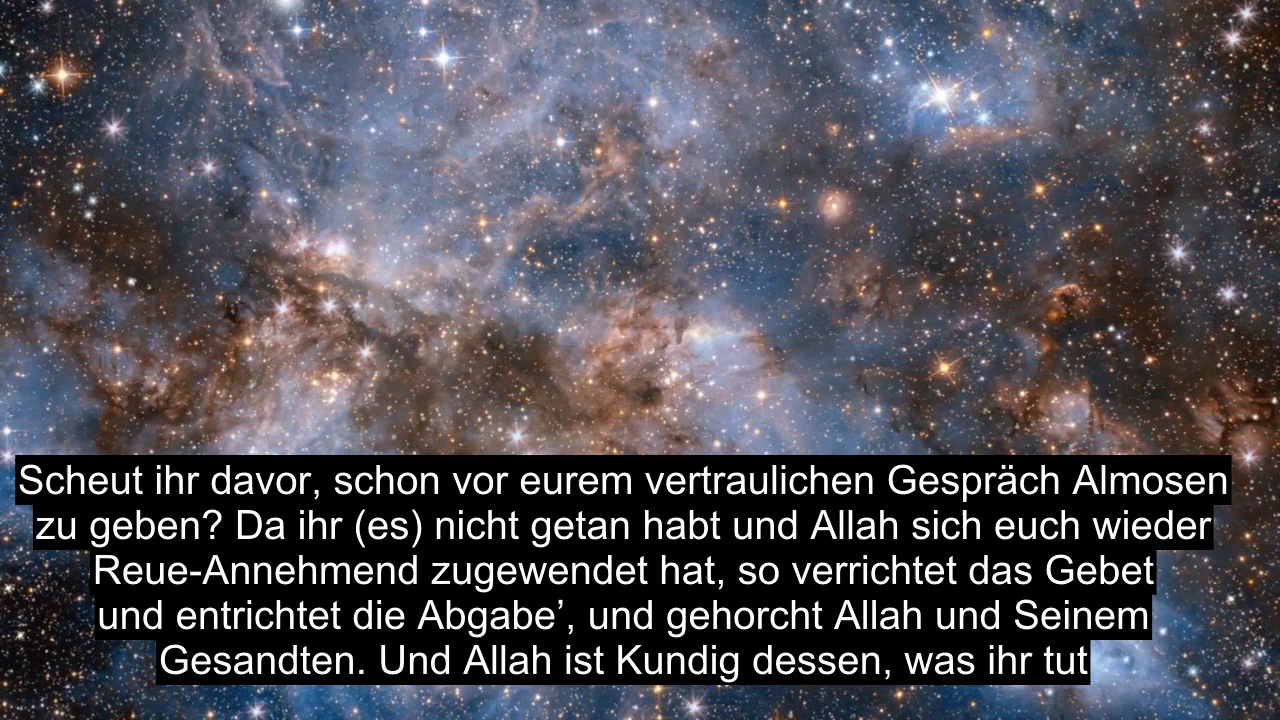 Scheut ihr davor, schon vor eurem vertraulichen Gespräch Almosen
zu geben? Da ihr (es) nicht getan habt und Allah sich euch wieder
Reue-Annehmend zugewendet hat, so verrichtet das Gebet
und entrichtet die Abgabe’, und gehorcht Allah und Seinem
Gesandten. Und Allah ist Kundig dessen, was ihr tut